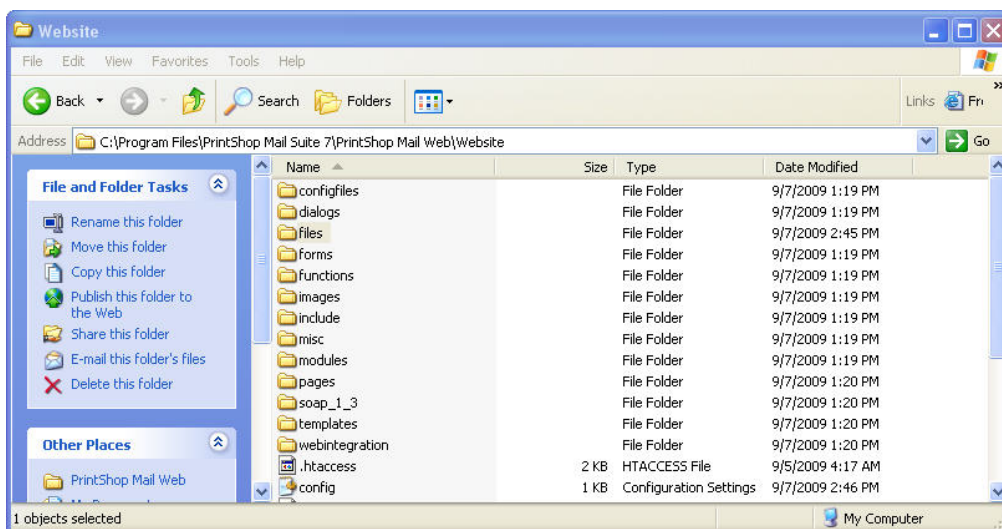 Website
File Edit View Favorites Tools Help
Back Search Folders Links
Address C:\Program Files\PrintShop Mail Suite 7\PrintShop Mail Web\Website Go
File and Folder Tasks
Rename this folder
Move this folder
Copy this folder
Publish this folder to
the Web
Share this folder
E-mail this folder's files
Delete this folder
Other Places
PrintShop Mail Web
Name Size Type Date Modified
configfiles File Folder 9/7/2009 1:19 PM
dialogs File Folder 9/7/2009 1:19 PM
files File Folder 9/7/2009 2:45 PM
forms File Folder 9/7/2009 1:19 PM
functions File Folder 9/7/2009 1:19 PM
images File Folder 9/7/2009 1:19 PM
include File Folder 9/7/2009 1:19 PM
misc File Folder 9/7/2009 1:19 PM
modules File Folder 9/7/2009 1:19 PM
pages File Folder 9/7/2009 1:20 PM
soap_1_3 File Folder 9/7/2009 1:20 PM
templates File Folder 9/7/2009 1:20 PM
webintegration File Folder 9/7/2009 1:20 PM
.htaccess 2 KB HTACCESS File 9/5/2009 4:17 AM
config 1 KB Configuration Settings 9/7/2009 2:46 PM
1 objects selected My Computer